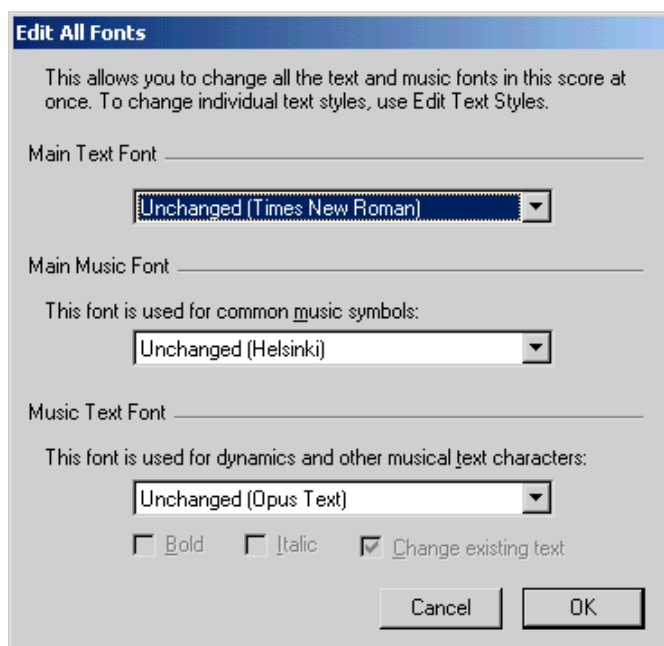 Edit All Fonts
This allows you to change all the text and music fonts in this score at
once. To change individual text styles, use Edit Text Styles.
Main Text Font
Unchanged (Times New Roman)
Main Music Font
This font is used for common music symbols:
Unchanged (Helsinki)
Music Text Font
This font is used for dynamics and other musical text characters:
Unchanged (Opus Text)
Bold Italic Change existing text
Cancel OK